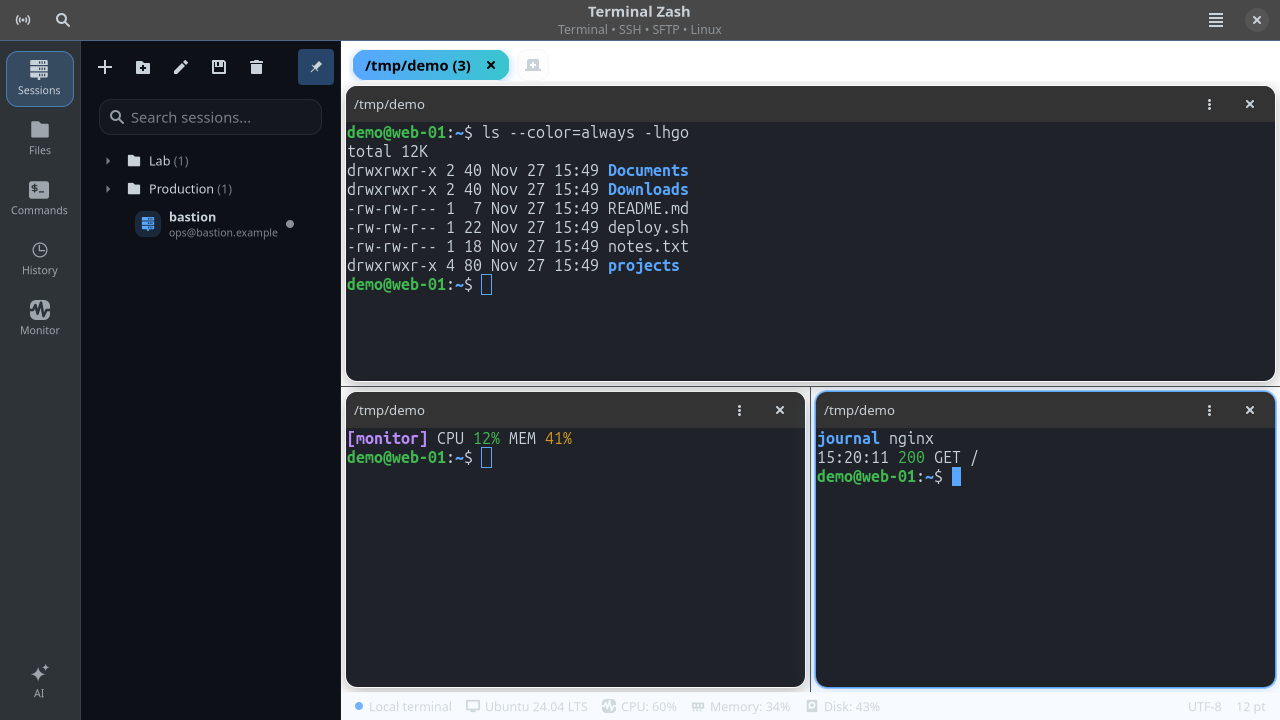 Terminal Zash
Terminal • SSH • SFTP • Linux
Sessions
Files
Commands
History
Monitor
AI
Search sessions...
Lab (1)
Production (1)
bastion
ops@bastion.example
/tmp/demo (3)
/tmp/demo
demo@web-01:~$ ls --color=always -lhgo
total 12K
drwxrwxr-x 2 40 Nov 27 15:49 Documents
drwxrwxr-x 2 40 Nov 27 15:49 Downloads
-rw-rw-r-- 1  7 Nov 27 15:49 README.md
-rw-rw-r-- 1 22 Nov 27 15:49 deploy.sh
-rw-rw-r-- 1 18 Nov 27 15:49 notes.txt
drwxrwxr-x 4 80 Nov 27 15:49 projects
demo@web-01:~$
/tmp/demo
[monitor] CPU 12% MEM 41%
demo@web-01:~$
/tmp/demo
journal nginx
15:20:11 200 GET /
demo@web-01:~$
Local terminal Ubuntu 24.04 LTS CPU: 60% Memory: 34% Disk: 43% UTF-8 12 pt